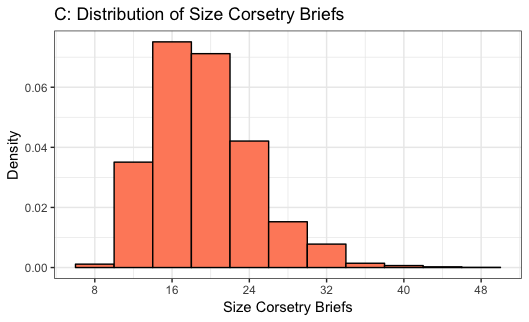 C: Distribution of Size Corsetry Briefs
Density
0.06
0.04
0.02
0.00
8 16 24 32 40 48
Size Corsetry Briefs